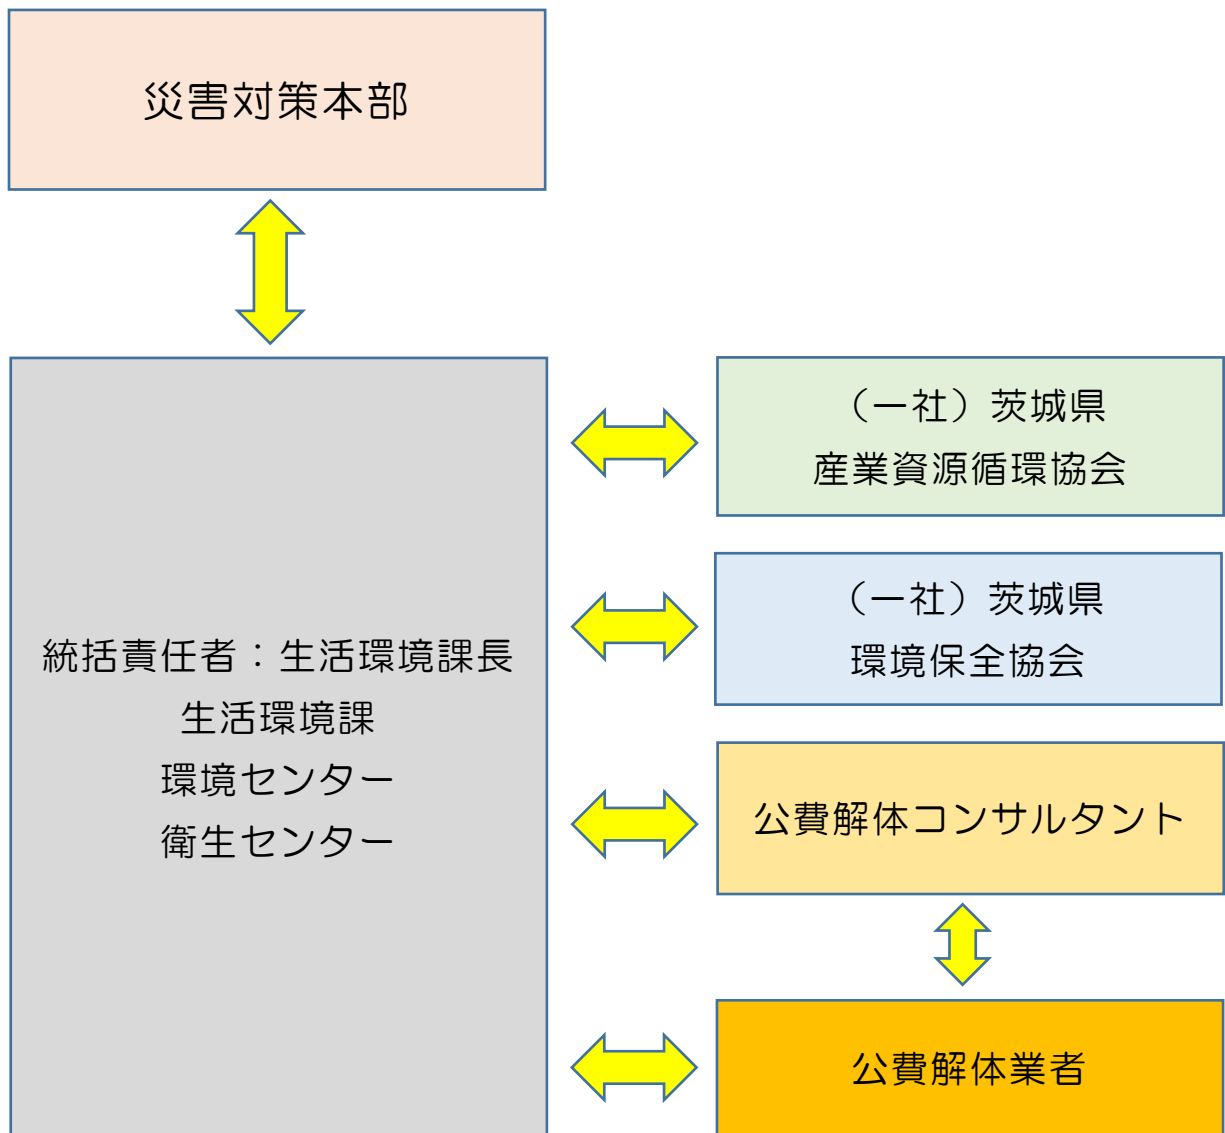 災害対策本部
統括責任者：生活環境課長
生活環境課
環境センター
衛生センター
（一社）茨城県
産業資源循環協会
（一社）茨城県
環境保全協会
公費解体コンサルタント
公費解体業者